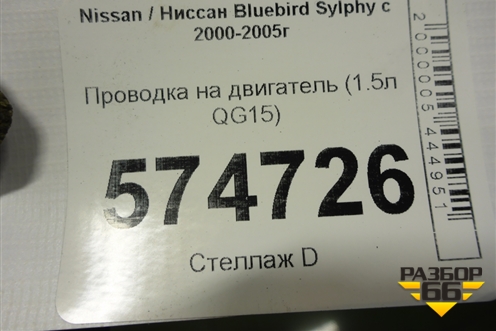 Nissan / Ниссан Bluebird Sylphy с
2000-2005г
Проводка на двигатель (1.5л
QG15)
574726
Стеллаж D
2000005444951
РАЗБОР
66